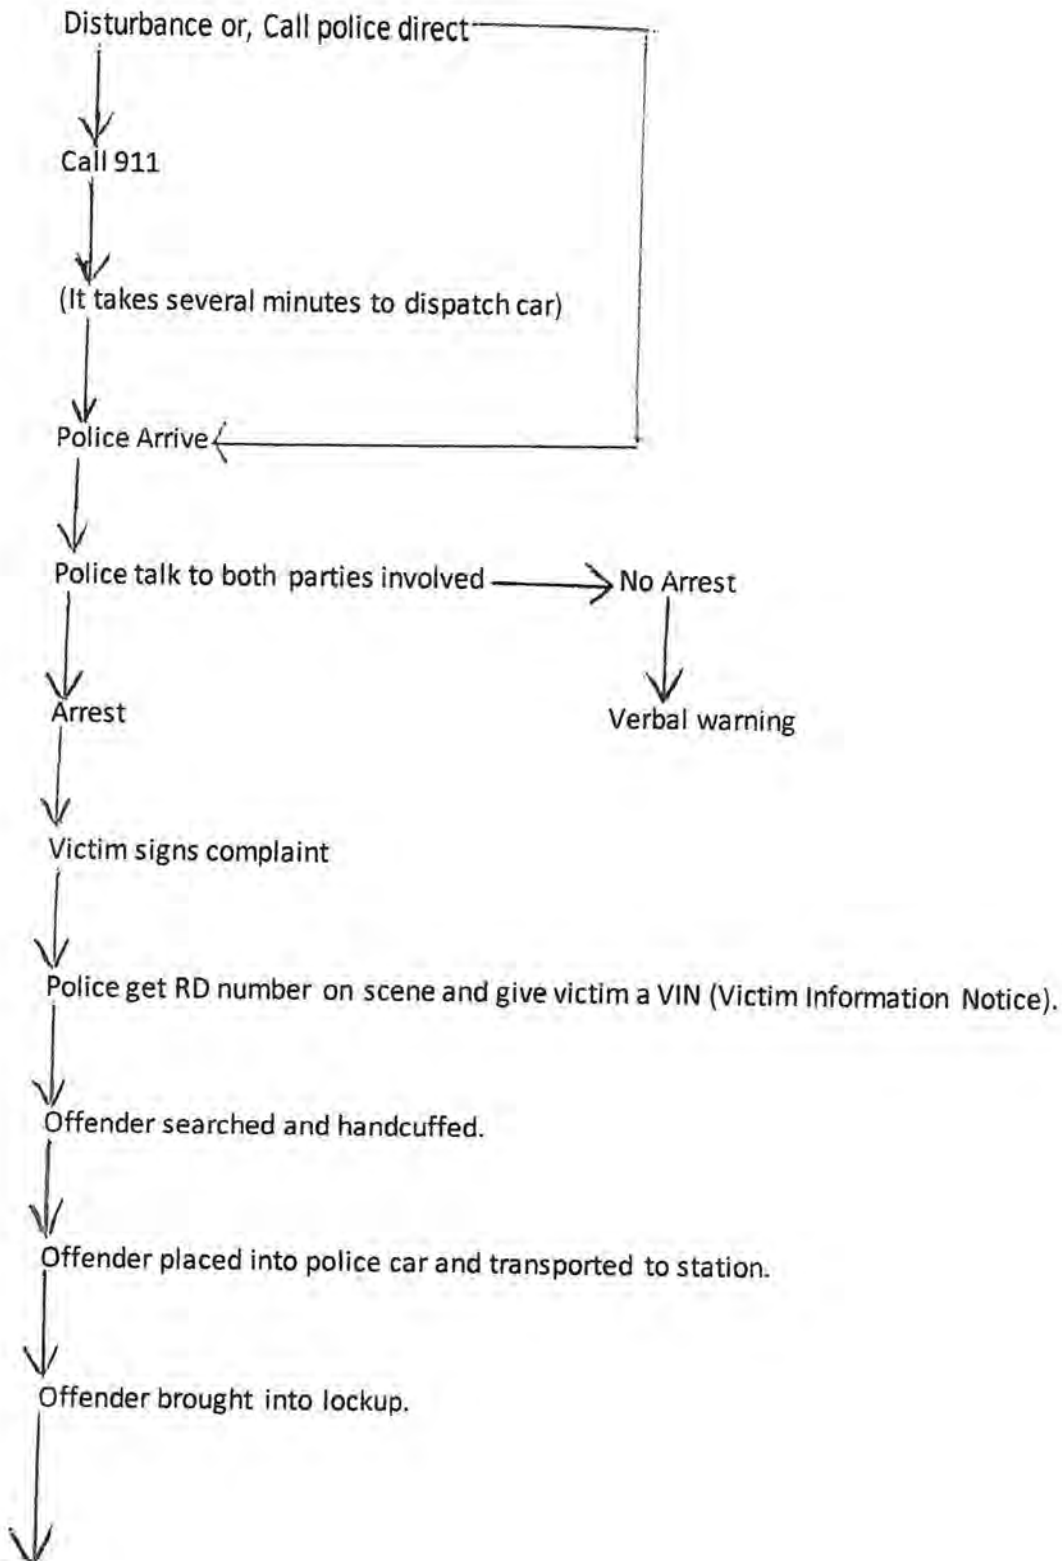 Disturbance or, Call police direct
Call 911
(It takes several minutes to dispatch car)
Police Arrive
Police talk to both parties involved
No Arrest
Arrest
Verbal warning
Victim signs complaint
Police get RD number on scene and give victim a VIN (Victim Information Notice).
Offender searched and handcuffed.
Offender placed into police car and transported to station.
Offender brought into lockup.